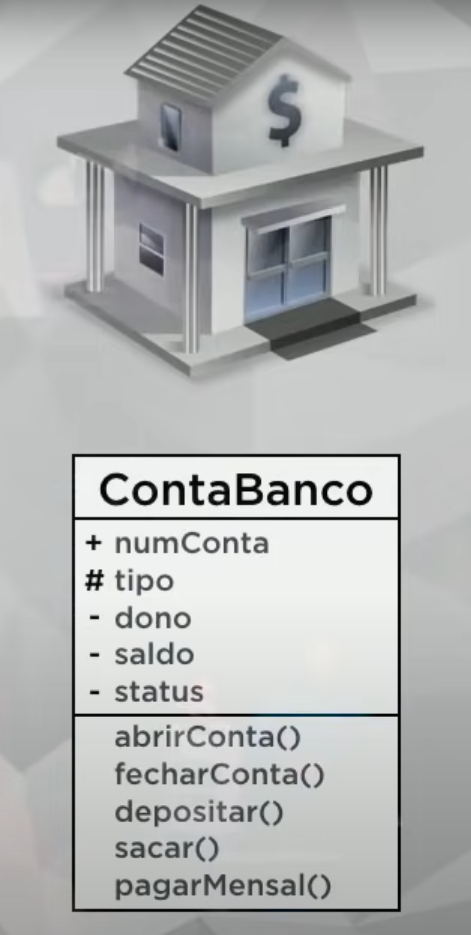 $
ContaBanco
+ numConta
# tipo
- dono
- saldo
- status
abrirConta()
fecharConta()
depositar()
sacar()
pagarMensal()